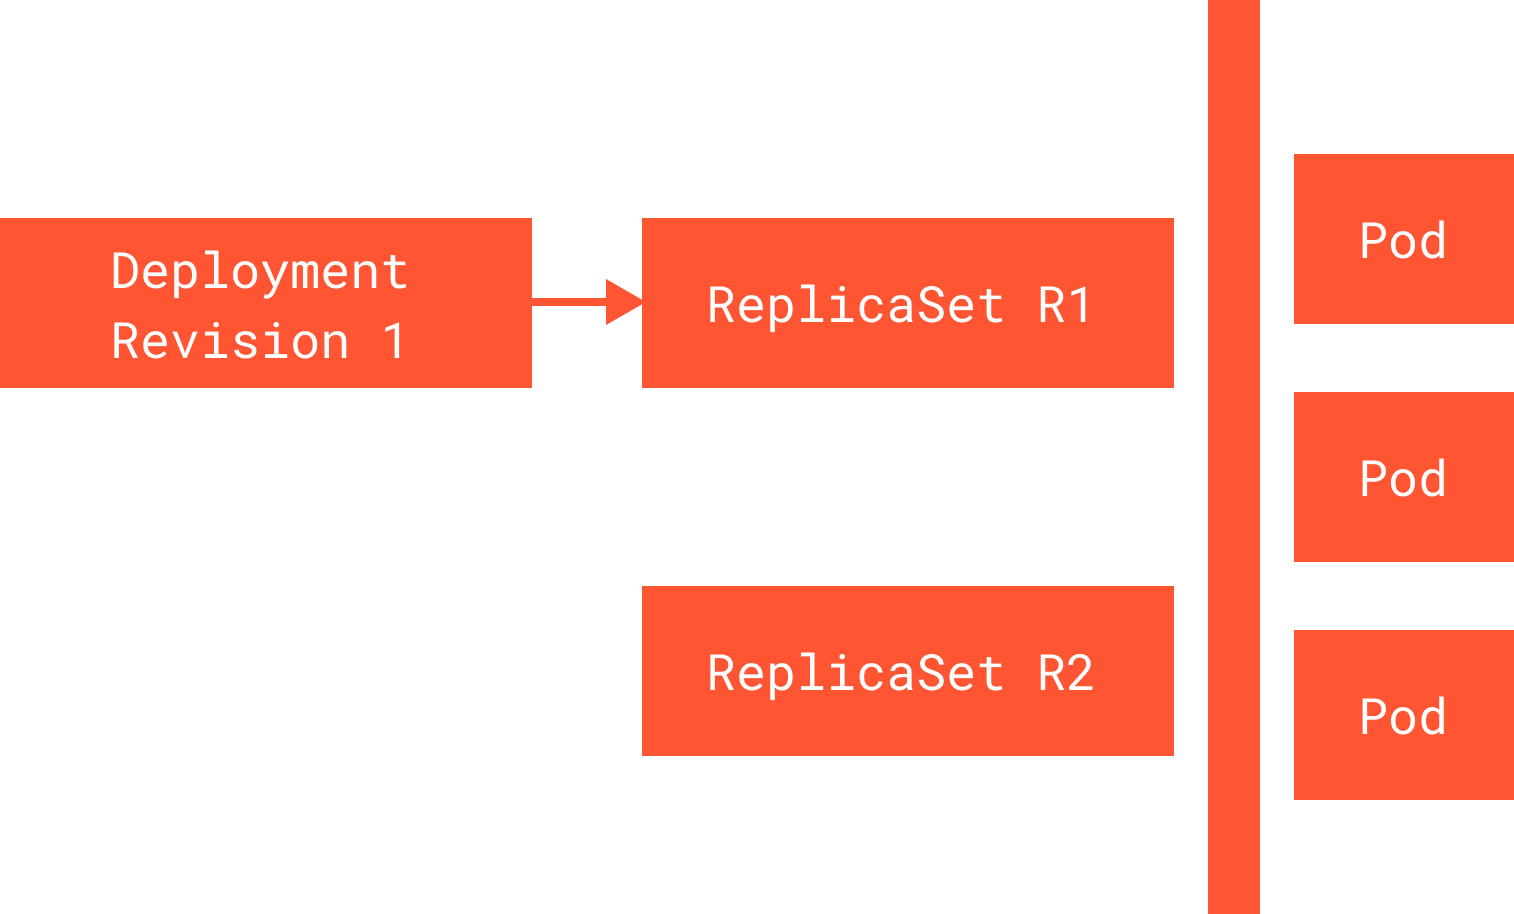 Deployment
Revision 1
ReplicaSet R1
ReplicaSet R2
Pod
Pod
Pod